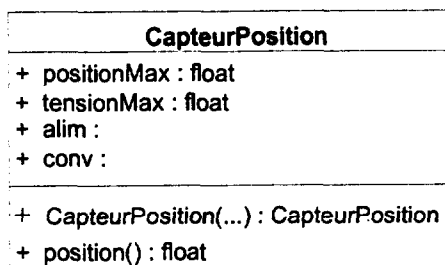 CapteurPosition
+ positionMax : float
+ tensionMax : float
+ alim :
+ conv :
+ CapteurPosition(...) : CapteurPosition
+ position() : float